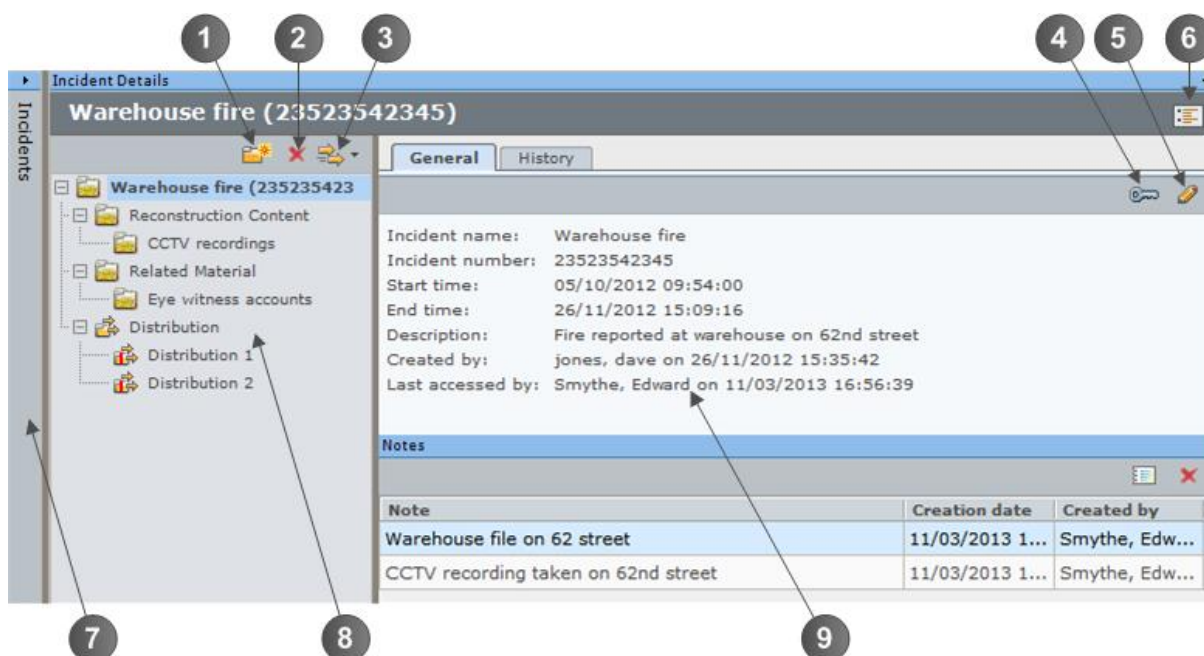 1 2 3 4 5 6
Incident Details
Incidents
Warehouse fire (23523542345)
General History
Warehouse fire (235235423
Reconstruction Content
CCTV recordings
Related Material
Eye witness accounts
Distribution
Distribution 1
Distribution 2
Incident name: Warehouse fire
Incident number: 23523542345
Start time: 05/10/2012 09:54:00
End time: 26/11/2012 15:09:16
Description: Fire reported at warehouse on 62nd street
Created by: jones, dave on 26/11/2012 15:35:42
Last accessed by: Smythe, Edward on 11/03/2013 16:56:39
Notes
Note Creation date Created by
Warehouse file on 62 street 11/03/2013 1... Smythe, Edw...
CCTV recording taken on 62nd street 11/03/2013 1... Smythe, Edw...
7 8 9